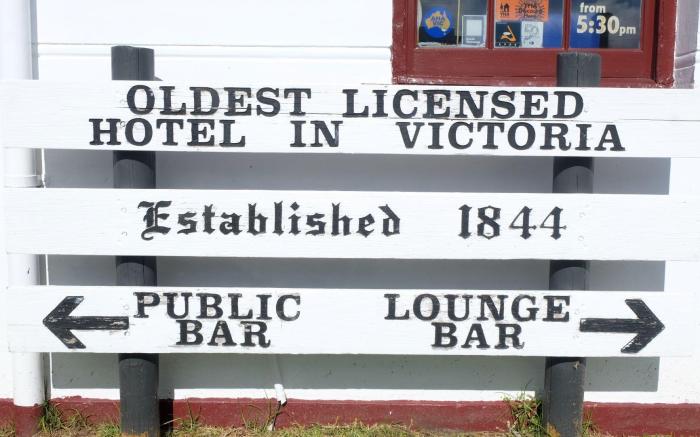 from
5:30pm
OLDEST LICENSED
HOTEL IN VICTORIA
Established 1844
PUBLIC LOUNGE
BAR BAR